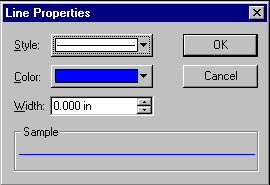 Line Properties
Style:
OK
Color:
Cancel
Width: 0.000 in
Sample